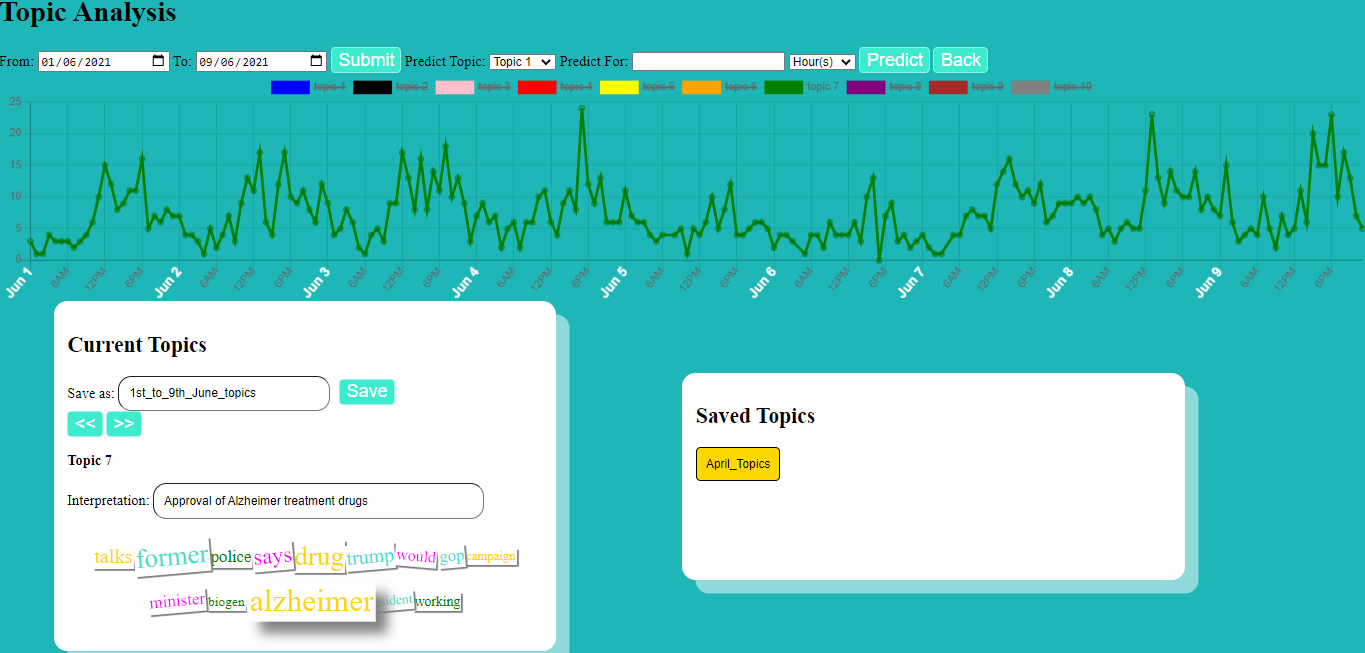 Topic Analysis
From: 01/06/2021 To: 09/06/2021 Submit Predict Topic: Topic 1 Predict For: Hour(s) Predict Back
topic 1 topic 2 topic 3 topic 4 topic 5 topic 6 topic 7 topic 8 topic 9 topic 10
25
20
15
10
5
0
Jun 1 6AM 12PM 6PM Jun 2 6AM 12PM 6PM Jun 3 6AM 12PM 6PM Jun 4 6AM 12PM 6PM Jun 5 6AM 12PM 6PM Jun 6 6AM 12PM 6PM Jun 7 6AM 12PM 6PM Jun 8 6AM 12PM 6PM Jun 9 6AM 12PM 6PM
Current Topics
Save as: 1st_to_9th_June_topics Save
<< >>
Topic 7
Interpretation: Approval of Alzheimer treatment drugs
talks former police says drug trump would gop campaign
minister biogen alzheimer sident working
Saved Topics
April_Topics